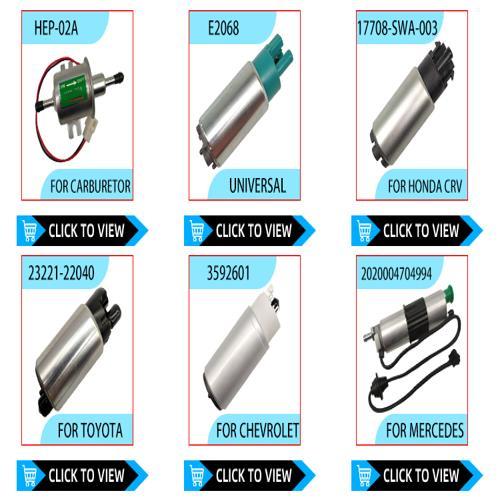 HEP-02A
E2068
17708-SWA-003
FOR CARBURETOR
UNIVERSAL
FOR HONDA CRV
CLICK TO VIEW
CLICK TO VIEW
CLICK TO VIEW
23221-22040
3592601
2020004704994
FOR TOYOTA
FOR CHEVROLET
FOR MERCEDES
CLICK TO VIEW
CLICK TO VIEW
CLICK TO VIEW